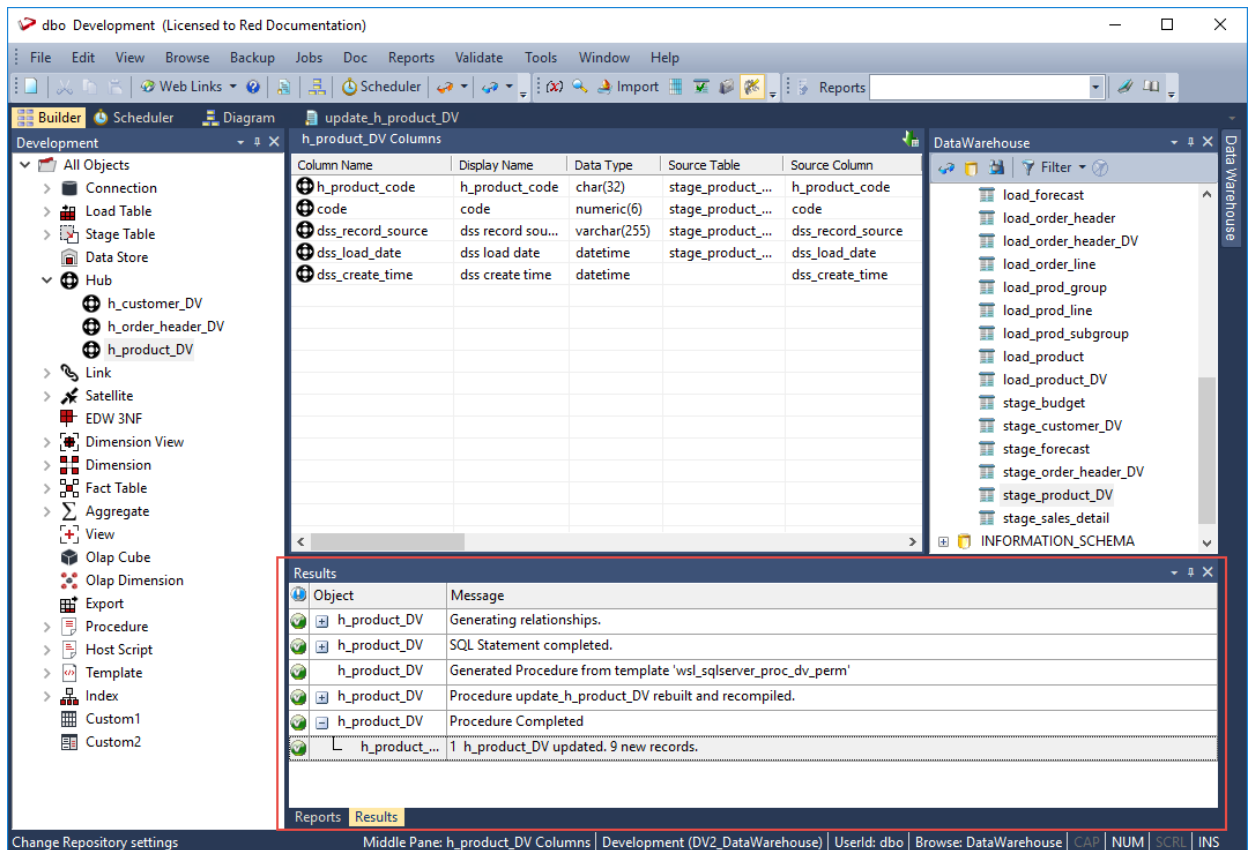 dbo Development (Licensed to Red Documentation)
File Edit View Browse Backup Jobs Doc Reports Validate Tools Window Help
Web Links Scheduler (x) Import Reports
Builder Scheduler Diagram update_h_product_DV
Development
All Objects
Connection
Load Table
Stage Table
Data Store
Hub
h_customer_DV
h_order_header_DV
h_product_DV
Link
Satellite
EDW 3NF
Dimension View
Dimension
Fact Table
Aggregate
View
Olap Cube
Olap Dimension
Export
Procedure
Host Script
Template
Index
Custom1
Custom2
h_product_DV Columns
Column Name Display Name Data Type Source Table Source Column
h_product_code h_product_code char(32) stage_product_... h_product_code
code code numeric(6) stage_product_... code
dss_record_source dss record sou... varchar(255) stage_product_... dss_record_source
dss_load_date dss load date datetime stage_product_... dss_load_date
dss_create_time dss create time datetime dss_create_time
DataWarehouse
Filter
load_forecast
load_order_header
load_order_header_DV
load_order_line
load_prod_group
load_prod_line
load_prod_subgroup
load_product
load_product_DV
stage_budget
stage_customer_DV
stage_forecast
stage_order_header_DV
stage_product_DV
stage_sales_detail
INFORMATION_SCHEMA
Data Warehouse
Results
Object Message
h_product_DV Generating relationships.
h_product_DV SQL Statement completed.
h_product_DV Generated Procedure from template 'wsl_sqlserver_proc_dv_perm'
h_product_DV Procedure update_h_product_DV rebuilt and recompiled.
h_product_DV Procedure Completed
h_product_... 1 h_product_DV updated. 9 new records.
Reports Results
Change Repository settings Middle Pane: h_product_DV Columns Development (DV2_DataWarehouse) UserId: dbo Browse: DataWarehouse CAP NUM SCRL INS